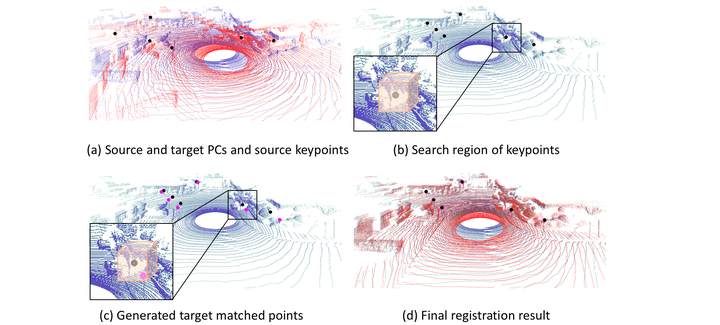 (a) Source and target PCs and source keypoints
(b) Search region of keypoints
(c) Generated target matched points
(d) Final registration result